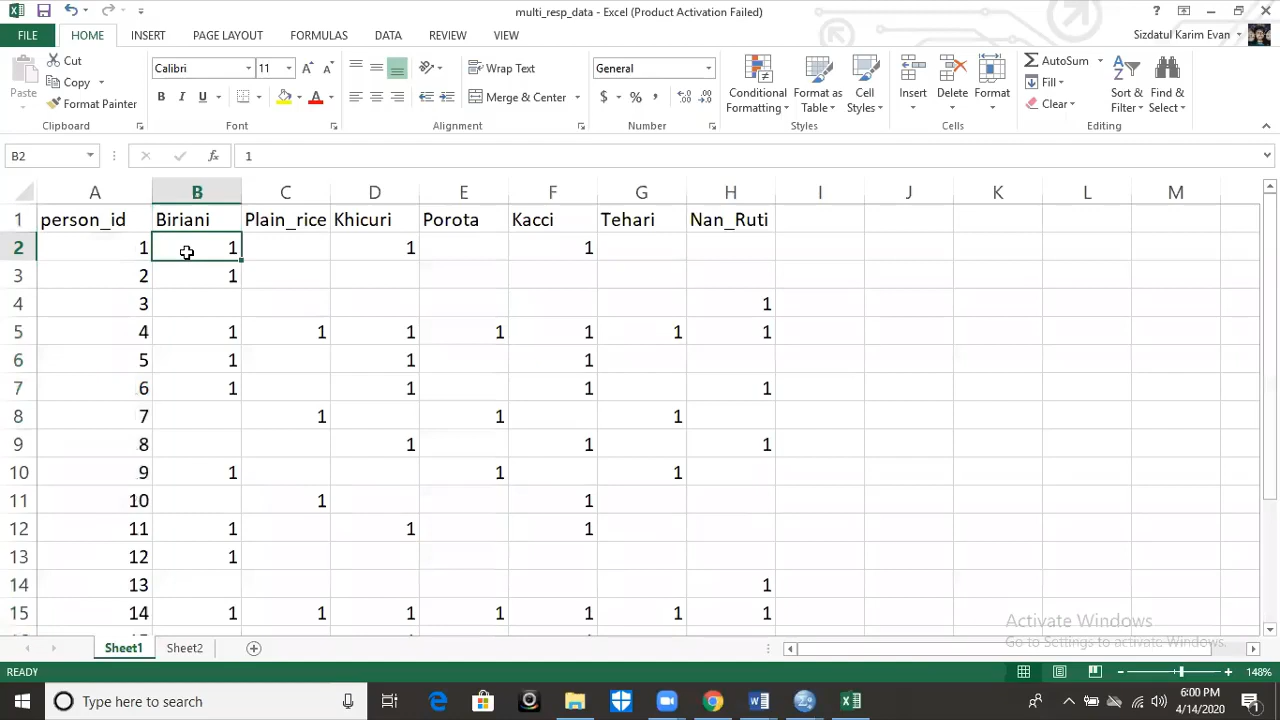 multi_resp_data - Excel (Product Activation Failed)
FILE HOME INSERT PAGE LAYOUT FORMULAS DATA REVIEW VIEW Sizdatul Karim Evan
Paste Cut Copy Format Painter Clipboard
Calibri 11 B I U A Font
Wrap Text Merge & Center Alignment
General $ % Number
Conditional Formatting Format as Table Cell Styles Styles
Insert Delete Format Cells
AutoSum Fill Clear Sort & Filter Find & Select Editing
B2 fx 1
A B C D E F G H I J K L M
1 person_id Biriani Plain_rice Khicuri Porota Kacci Tehari Nan_Ruti
2 1 1 1 1
3 2 1
4 3 1
5 4 1 1 1 1 1 1 1
6 5 1 1 1
7 6 1 1 1 1
8 7 1 1 1
9 8 1 1 1
10 9 1 1 1
11 10 1 1
12 11 1 1 1
13 12 1
14 13 1
15 14 1 1 1 1 1 1 1
Activate Windows
Go to Settings to activate Windows.
Sheet1 Sheet2
READY 148%
Type here to search
8:00 PM
4/14/2020